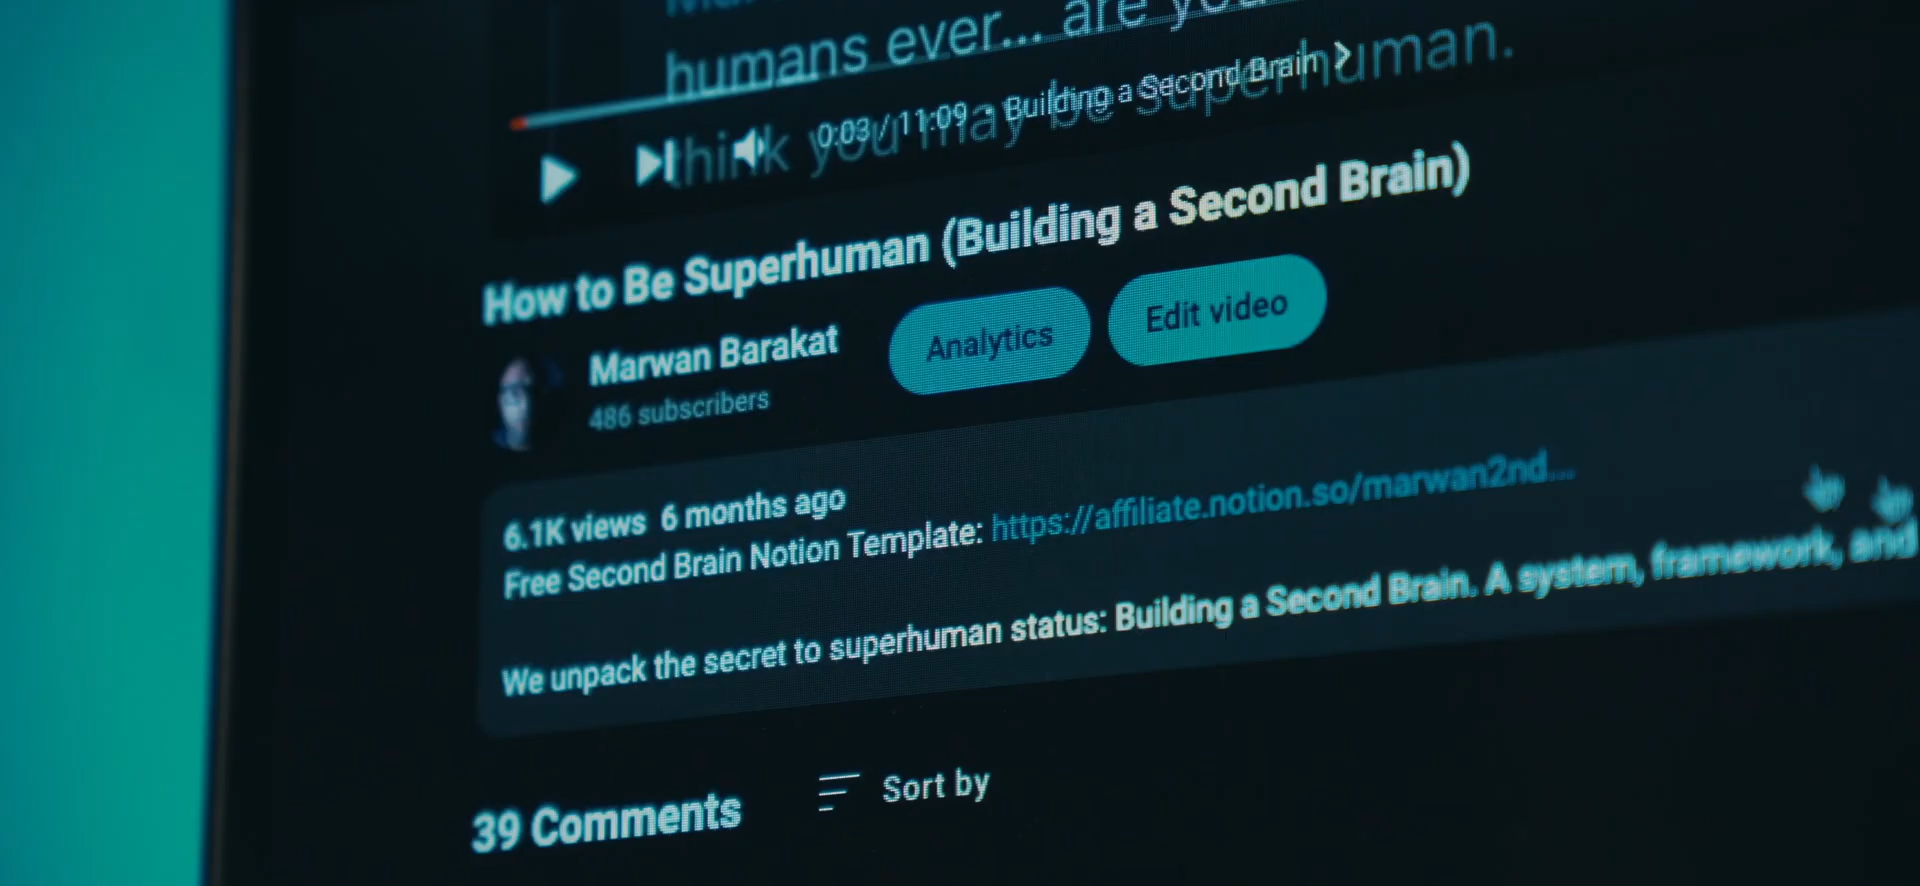 humans ever... are you
think you may be superhuman.
0:03 / 11:09 • Building a Second Brain >
How to Be Superhuman (Building a Second Brain)
Marwan Barakat
486 subscribers
Analytics
Edit video
6.1K views 6 months ago
Free Second Brain Notion Template: https://affiliate.notion.so/marwan2nd...
We unpack the secret to superhuman status: Building a Second Brain. A system, framework, and
39 Comments
Sort by